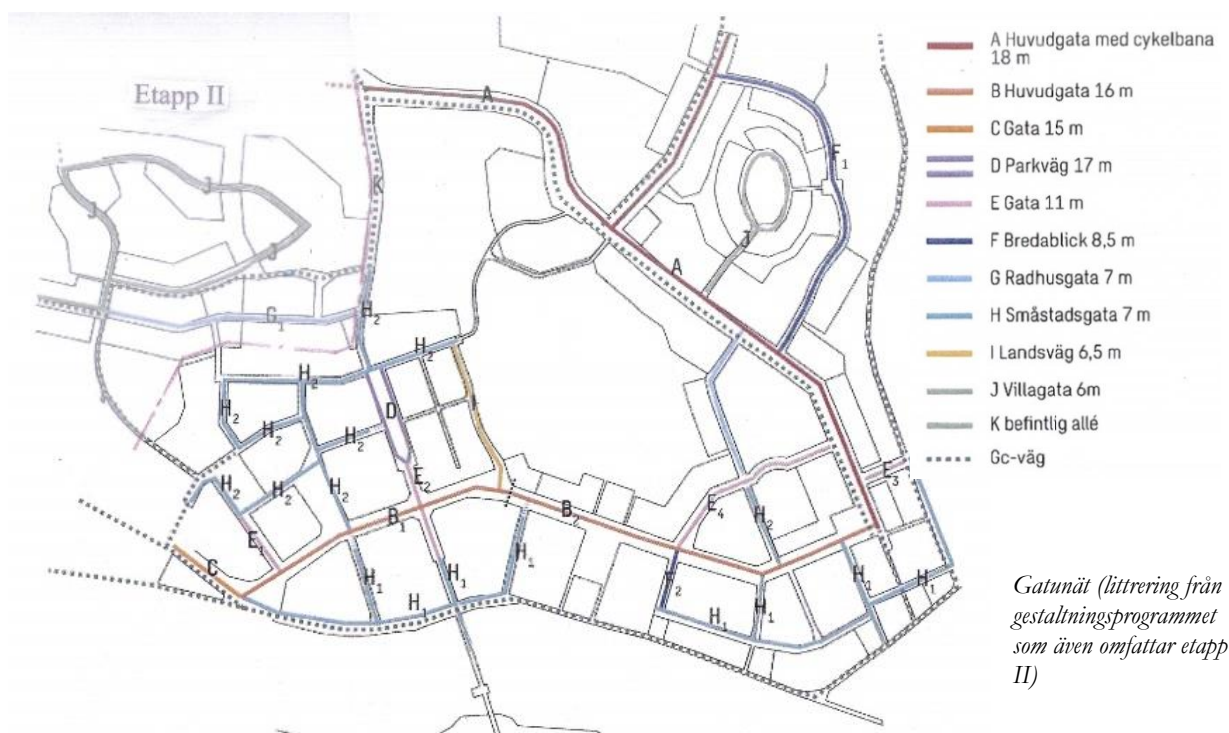 Etapp II
A
K
J
J
J
F1
J
A
G1
H2
H2
H2
H2
D
I
H2
H2
H2
H2
H2
E2
E1
B1
B2
E3
E4
H2
C
H1
H1
H1
H1
F2
H1
H1
H1
H1
A Huvudgata med cykelbana
18 m
B Huvudgata 16 m
C Gata 15 m
D Parkväg 17 m
E Gata 11 m
F Bredablick 8,5 m
G Radhusgata 7 m
H Småstadsgata 7 m
I Landsväg 6,5 m
J Villagata 6m
K befintlig allé
Gc-väg
Gatunät (littrering från
gestaltningsprogrammet
som även omfattar etapp
II)